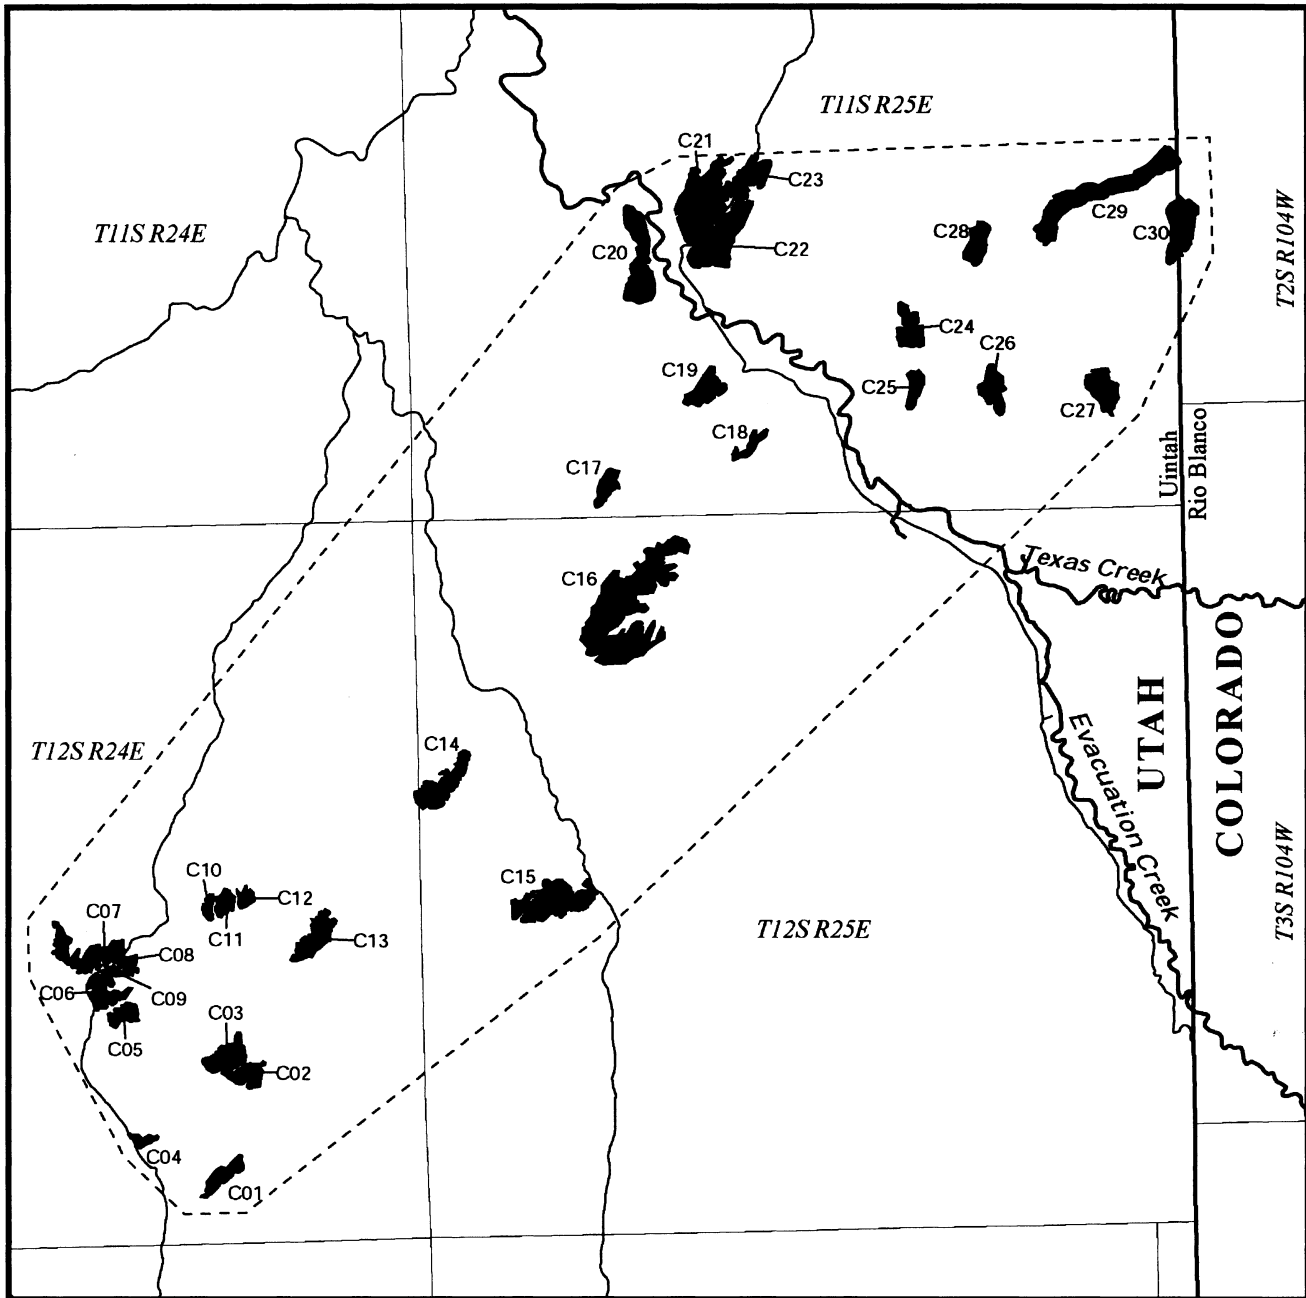 T11S R25E
C21
C23
T11S R24E
C29
T2S R104W
C20
C22
C28
C30
C24
C26
C19
C25
C27
C18
Uintah
Rio Blanco
C17
Texas Creek
C16
UTAH
COLORADO
T12S R24E
C14
Evacuation Creek
C10
C12
C15
C07
C11
C13
T12S R25E
T3S R104W
C08
C06
C09
C03
C05
C02
C04
C01